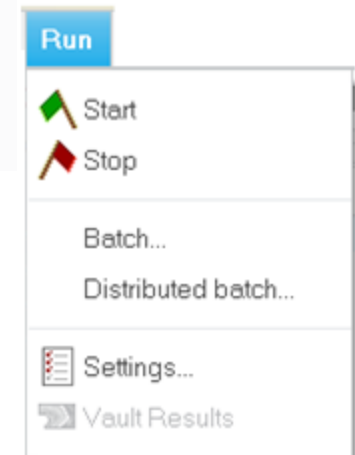 Run
Start
Stop
Batch...
Distributed batch...
Settings...
Vault Results